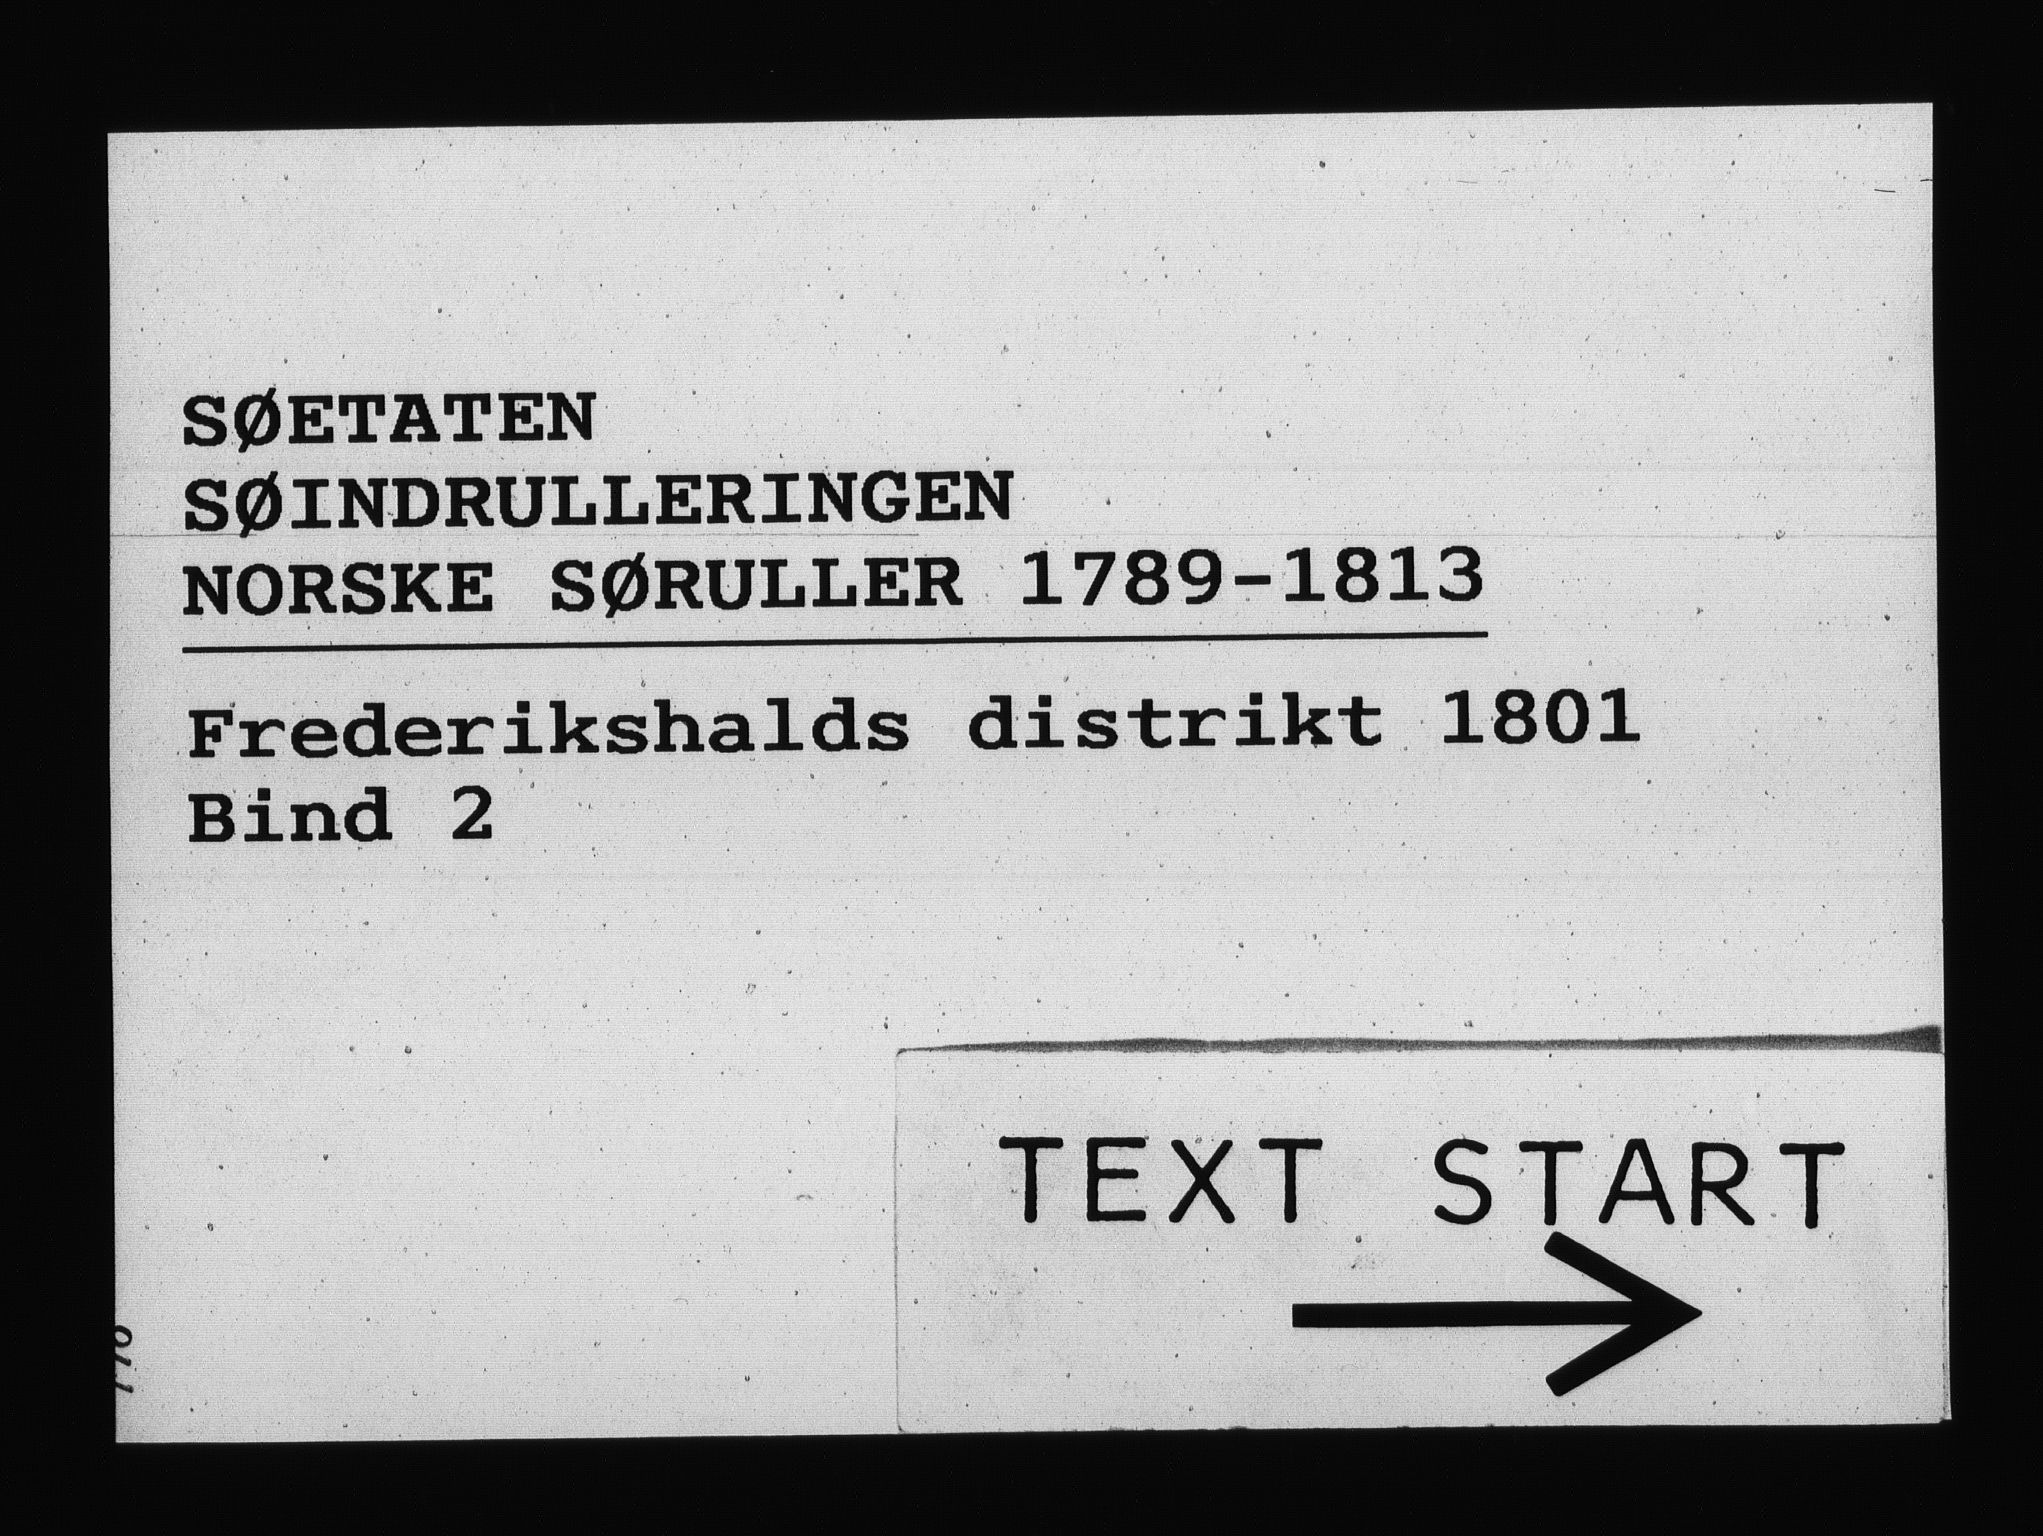 SØETATEN
SØINDRULLERINGEN
NORSKE SØRULLER 1789-1813
Frederikshalds distrikt 1801
Bind 2
TEXT START